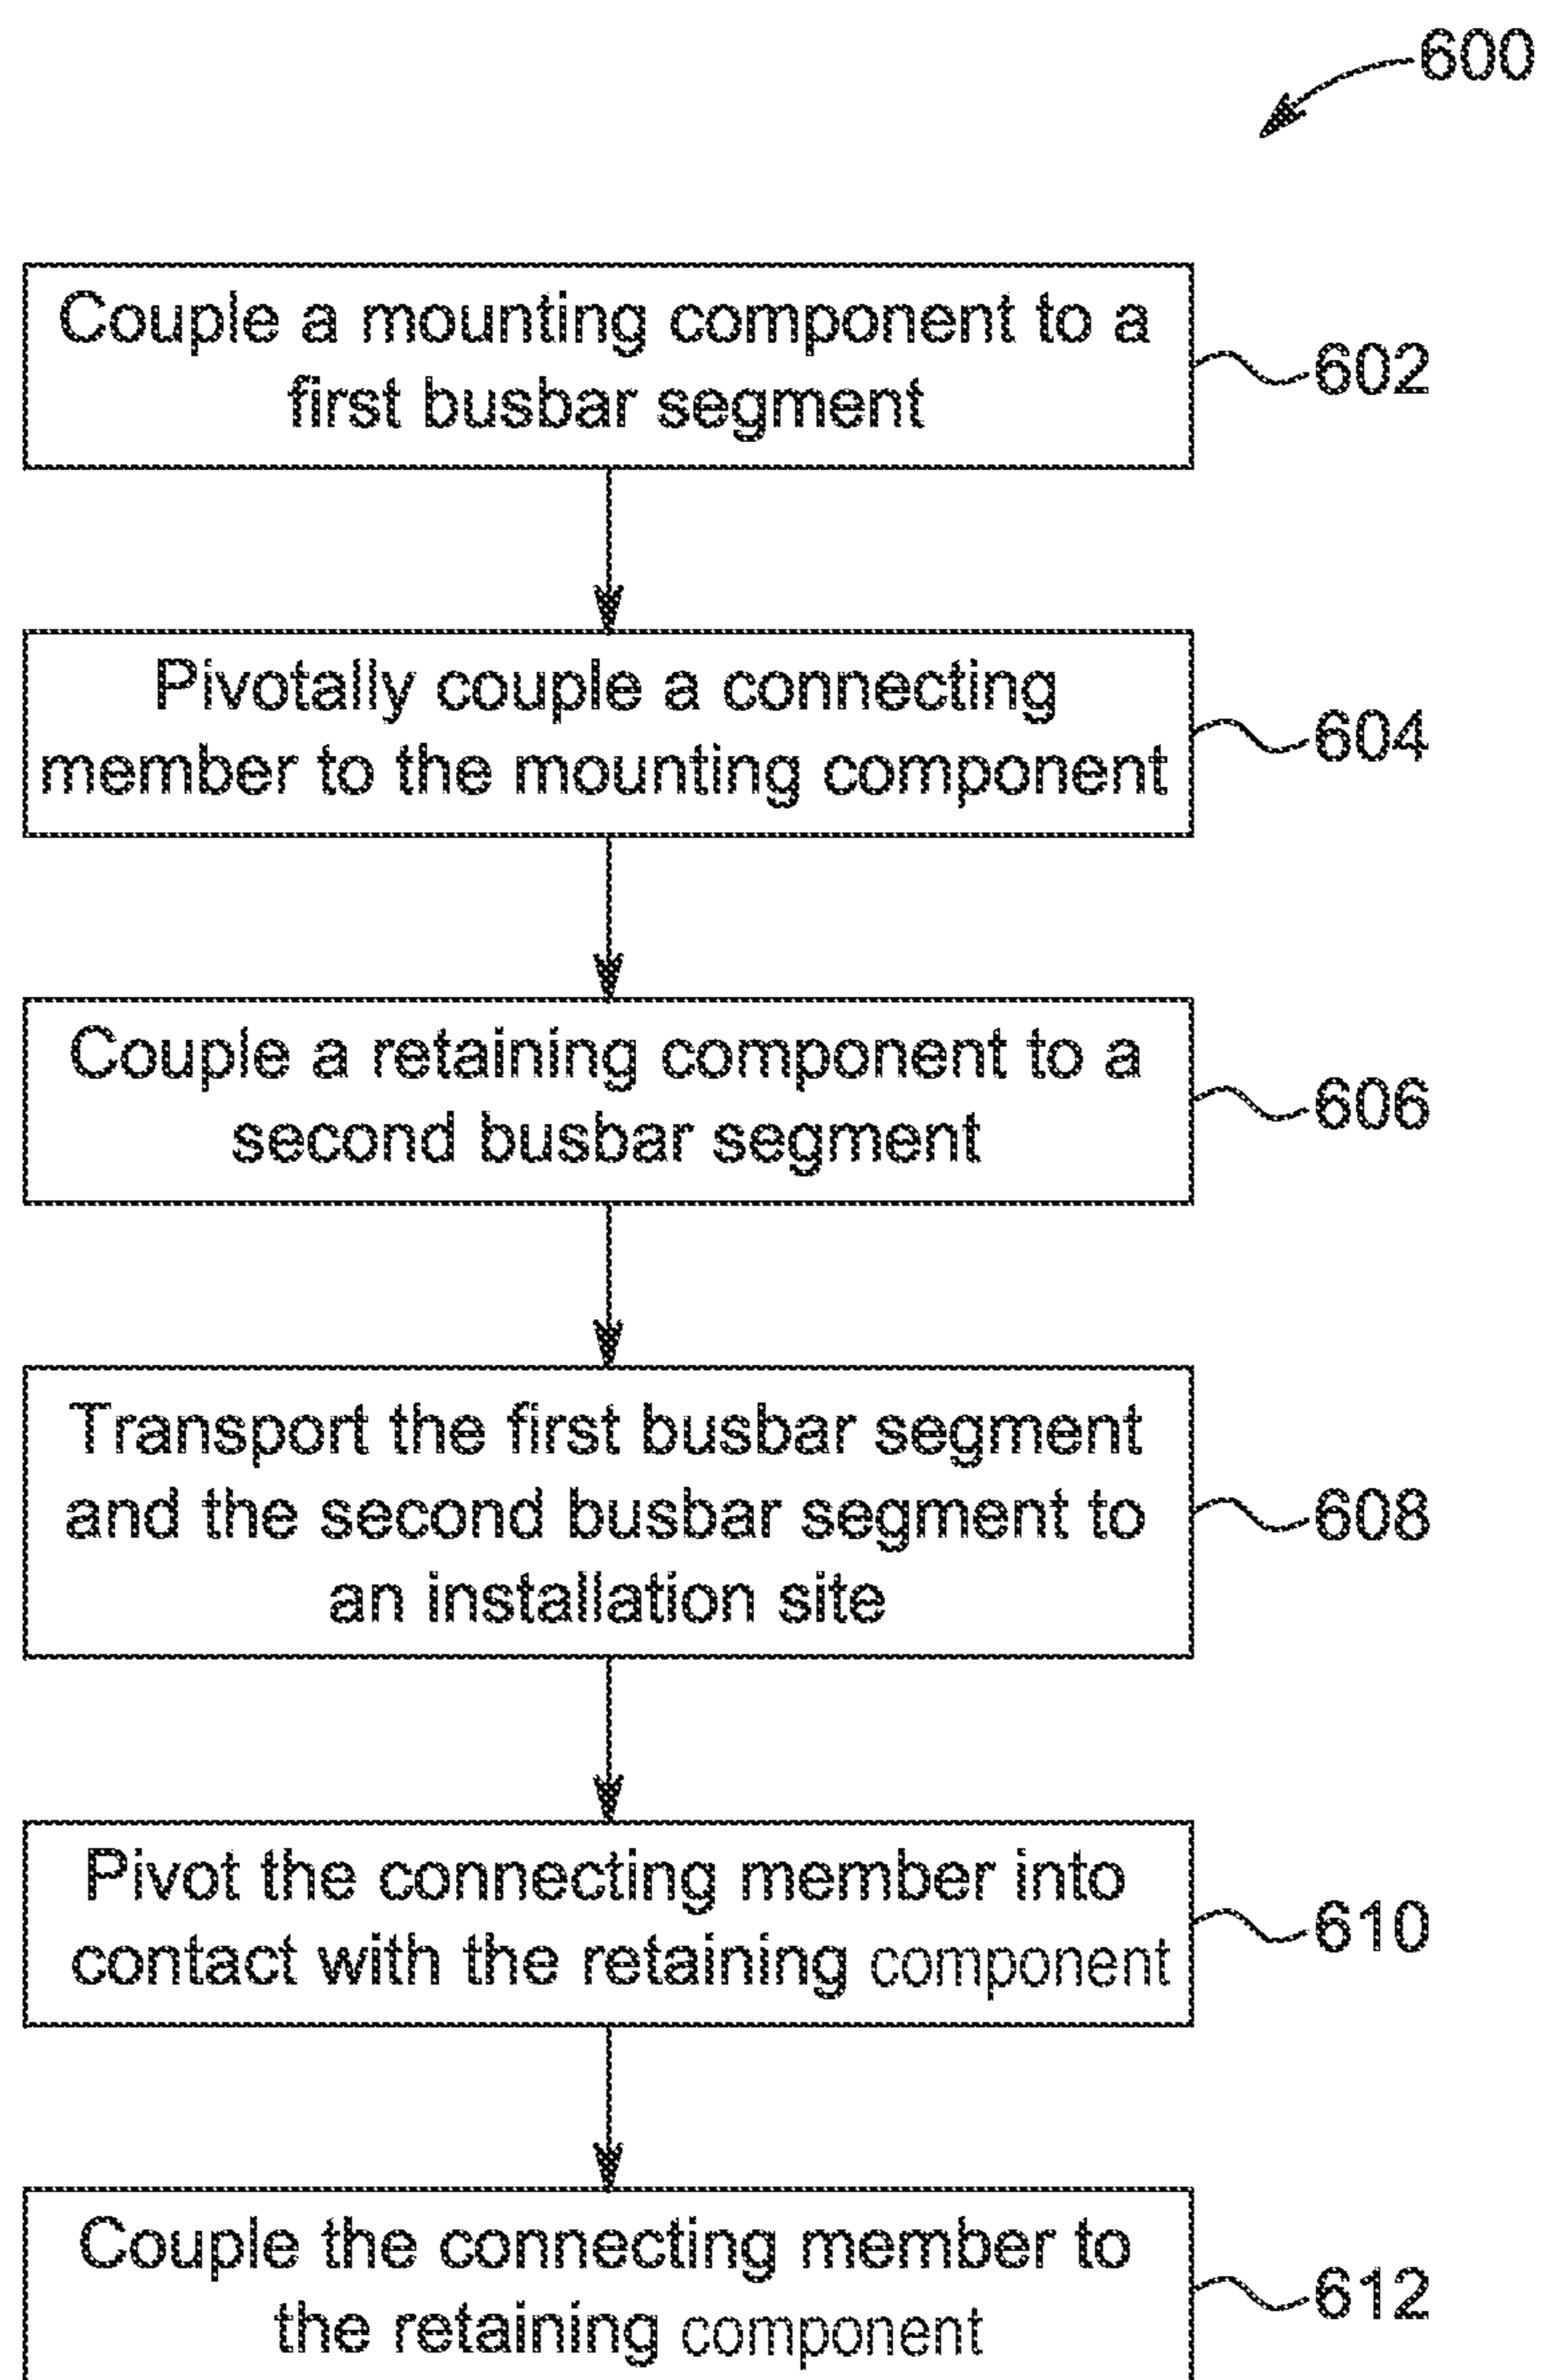 600
Couple a mounting component to a
first busbar segment
602
Pivotally couple a connecting
member to the mounting component
604
Couple a retaining component to a
second busbar segment
606
Transport the first busbar segment
and the second busbar segment to
an installation site
608
Pivot the connecting member into
contact with the retaining component
610
Couple the connecting member to
the retaining component
612